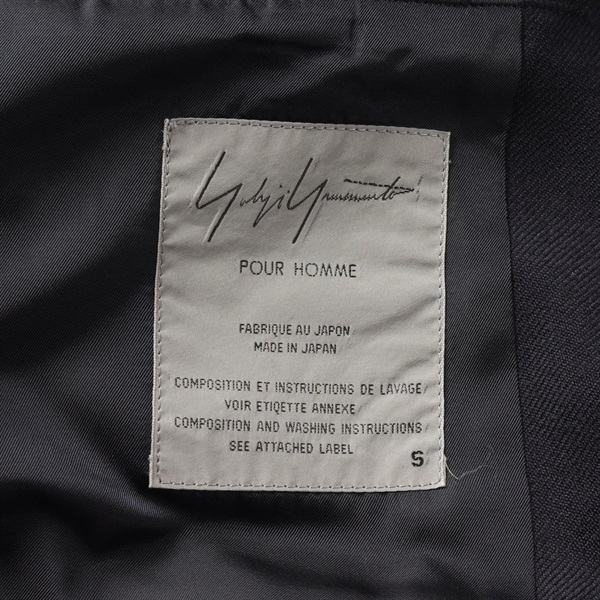 Yohji Yamamoto
POUR HOMME
FABRIQUE AU JAPON
MADE IN JAPAN
COMPOSITION ET INSTRUCTIONS DE LAVAGE/
VOIR ETIQETTE ANNEXE/
COMPOSITION AND WASHING INSTRUCTIONS/
SEE ATTACHED LABEL
S